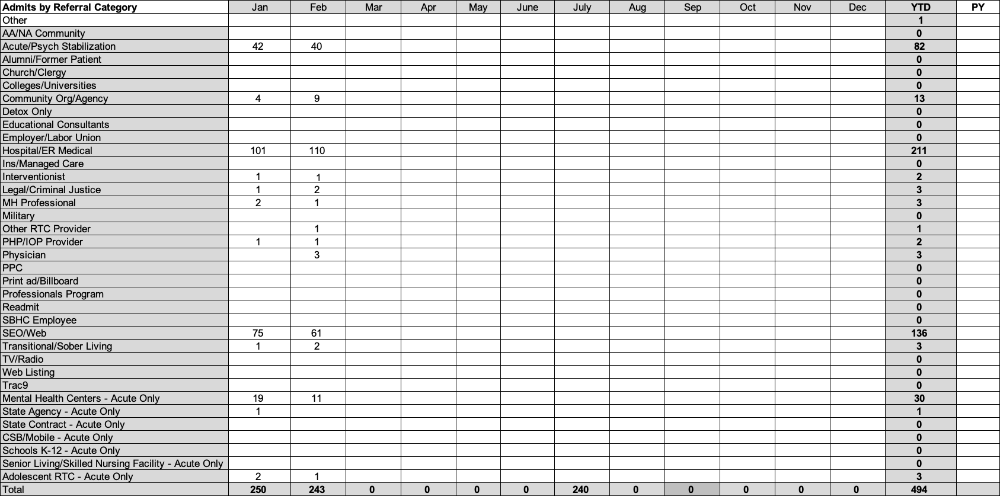 Admits by Referral Category Jan Feb Mar Apr May June July Aug Sep Oct Nov Dec YTD PY
Other 1
AA/NA Community 0
Acute/Psych Stabilization 42 40 82
Alumni/Former Patient 0
Church/Clergy 0
Colleges/Universities 0
Community Org/Agency 4 9 13
Detox Only 0
Educational Consultants 0
Employer/Labor Union 0
Hospital/ER Medical 101 110 211
Ins/Managed Care 0
Interventionist 1 1 2
Legal/Criminal Justice 1 2 3
MH Professional 2 1 3
Military 0
Other RTC Provider 1 1
PHP/IOP Provider 1 1 2
Physician 3 3
PPC 0
Print ad/Billboard 0
Professionals Program 0
Readmit 0
SBHC Employee 0
SEO/Web 75 61 136
Transitional/Sober Living 1 2 3
TV/Radio 0
Web Listing 0
Trac9 0
Mental Health Centers - Acute Only 19 11 30
State Agency - Acute Only 1 1
State Contract - Acute Only 0
CSB/Mobile - Acute Only 0
Schools K-12 - Acute Only 0
Senior Living/Skilled Nursing Facility - Acute Only 0
Adolescent RTC - Acute Only 2 1 3
Total 250 243 0 0 0 0 240 0 0 0 0 0 494